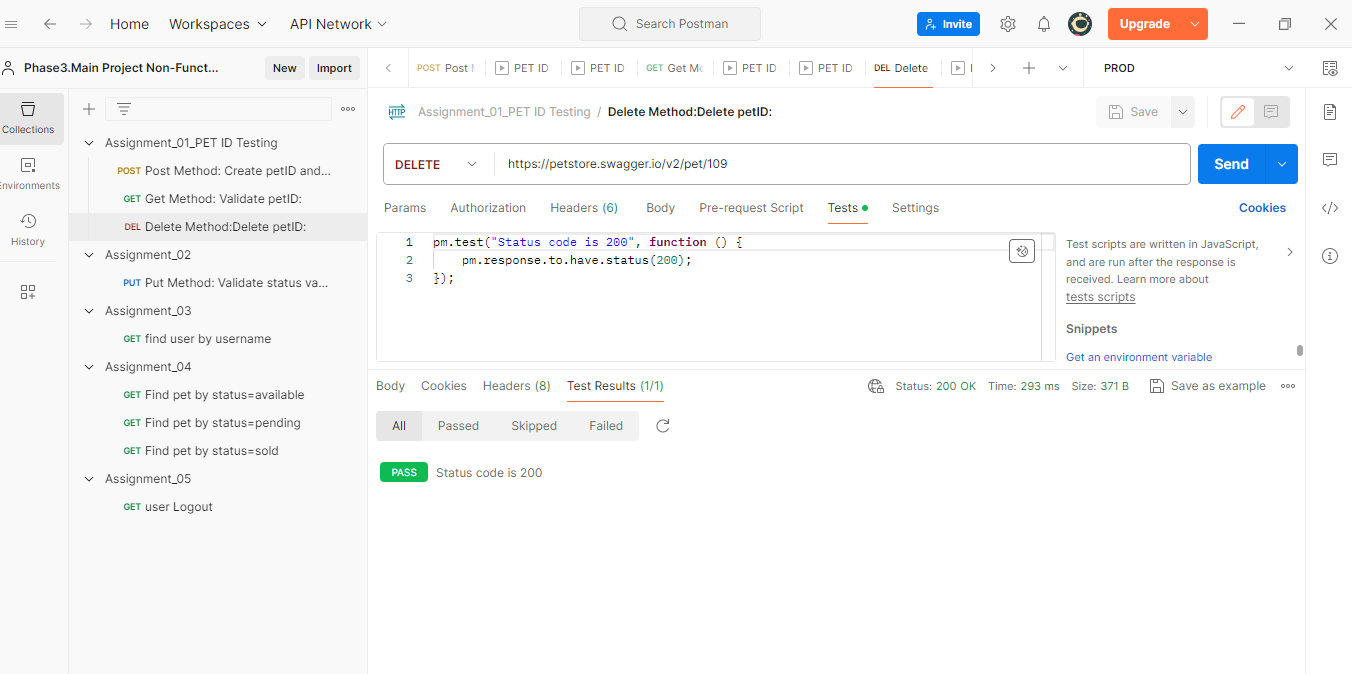 Home Workspaces API Network Search Postman Invite Upgrade
Phase3.Main Project Non-Funct... New Import
POST Post PET ID PET ID GET Get Me PET ID PET ID DEL Delete PROD
Collections
Environments
History
Assignment_01_PET ID Testing
POST Post Method: Create petID and...
GET Get Method: Validate petID:
DEL Delete Method:Delete petID:
Assignment_02
PUT Put Method: Validate status va...
Assignment_03
GET find user by username
Assignment_04
GET Find pet by status=available
GET Find pet by status=pending
GET Find pet by status=sold
Assignment_05
GET user Logout
HTTP Assignment_01_PET ID Testing / Delete Method:Delete petID: Save
DELETE https://petstore.swagger.io/v2/pet/109 Send
Params Authorization Headers (6) Body Pre-request Script Tests Settings Cookies
1 pm.test("Status code is 200", function () {
2 pm.response.to.have.status(200);
3 });
Test scripts are written in JavaScript,
and are run after the response is
received. Learn more about
tests scripts
Snippets
Get an environment variable
Body Cookies Headers (8) Test Results (1/1) Status: 200 OK Time: 293 ms Size: 371 B Save as example
All Passed Skipped Failed
PASS Status code is 200